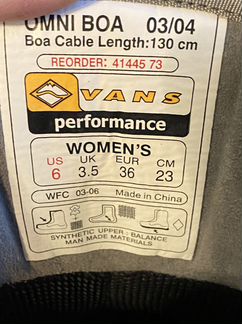 OMNI BOA 03/04
Boa Cable Length:130 cm
REORDER: 41445 73
VANS
performance
WOMEN'S
US UK EUR CM
6 3.5 36 23
WFC 03-06 Made in China
SYNTHETIC UPPER - BALANCE
MAN MADE MATERIALS